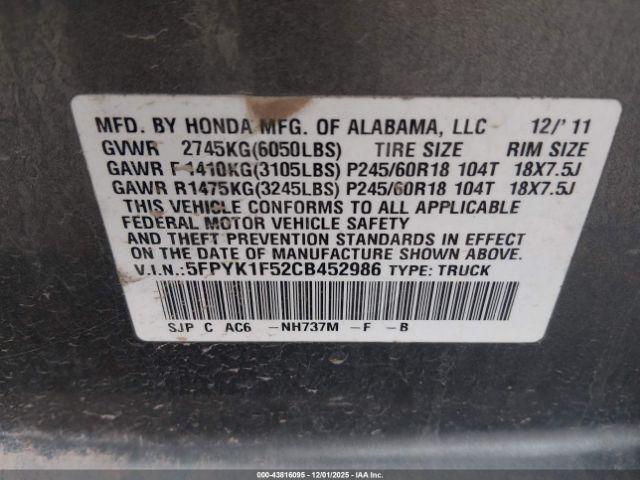 MFD. BY HONDA MFG. OF ALABAMA, LLC 12/'11
GVWR 2745KG(6050LBS) TIRE SIZE RIM SIZE
GAWR F1410KG(3105LBS) P245/60R18 104T 18X7.5J
GAWR R1475KG(3245LBS) P245/60R18 104T 18X7.5J
THIS VEHICLE CONFORMS TO ALL APPLICABLE
FEDERAL MOTOR VEHICLE SAFETY
AND THEFT PREVENTION STANDARDS IN EFFECT
ON THE DATE OF MANUFACTURE SHOWN ABOVE.
V.I.N.:5FPYK1F52CB452986 TYPE: TRUCK
SJP C AC6 -NH737M -F -B
000-43816095 - 12/01/2025 - IAAI.COM